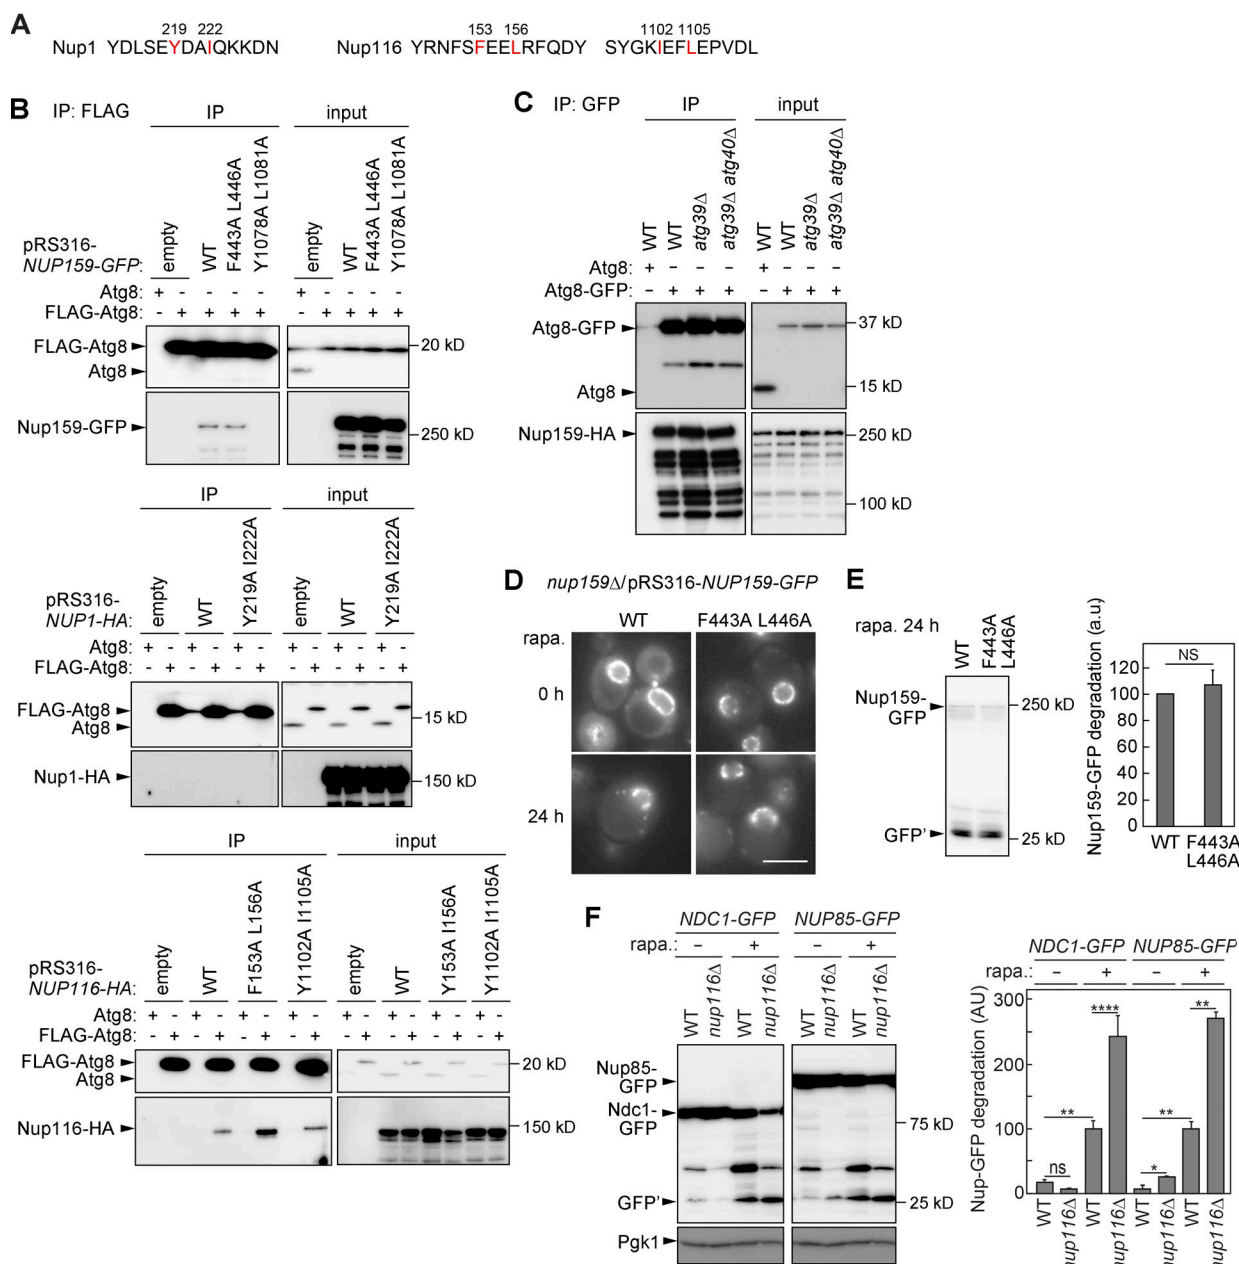 A
219 222
Nup1 YDLSEYDAIQKKDN
153 156 1102 1105
Nup116 YRNFSFEELRFQDY SYGKIEFLEPVDL
B IP: FLAG
IP input
pRS316-
NUP159-GFP:
empty WT F443A L446A Y1078A L1081A empty WT F443A L446A Y1078A L1081A
Atg8: + - - - - + - - - -
FLAG-Atg8: - + + + + - + + + +
FLAG-Atg8
Atg8
20 kD
Nup159-GFP
250 kD
IP input
pRS316-
NUP1-HA:
empty WT Y219A I222A empty WT Y219A I222A
Atg8: + - + - + - + - + - + -
FLAG-Atg8: - + - + - + - + - + - +
FLAG-Atg8
Atg8
15 kD
Nup1-HA
150 kD
IP input
pRS316-
NUP116-HA:
empty WT F153A L156A Y1102A I1105A empty WT Y153A I156A Y1102A I1105A
Atg8: + - + - + - + - + - + - + - + -
FLAG-Atg8: - + - + - + - + - + - + - + - +
FLAG-Atg8
Atg8
20 kD
Nup116-HA
150 kD
C IP: GFP
IP input
WT WT atg39Δ atg39Δ atg40Δ WT WT atg39Δ atg39Δ atg40Δ
Atg8: + – – – + – – –
Atg8-GFP: – + + + – + + +
Atg8-GFP
37 kD
Atg8
15 kD
Nup159-HA
250 kD
100 kD
D nup159Δ/pRS316-NUP159-GFP
WT F443A L446A
rapa.
0 h
24 h
E
rapa. 24 h
WT F443A L446A
Nup159-
GFP
250 kD
GFP'
25 kD
Nup159-GFP degradation (a.u)
120
100
80
60
40
20
0
NS
WT F443A
L446A
F
NDC1-GFP NUP85-GFP
rapa.: – + – +
WT nup116Δ WT nup116Δ WT nup116Δ WT nup116Δ
Nup85-
GFP
Ndc1-
GFP
75 kD
GFP'
25 kD
Pgk1
NDC1-GFP NUP85-GFP
rapa.: – + – +
Nup-GFP degradation (AU)
300
200
100
0
ns ** **** * ** **
WT nup116Δ WT nup116Δ WT nup116Δ WT nup116Δ